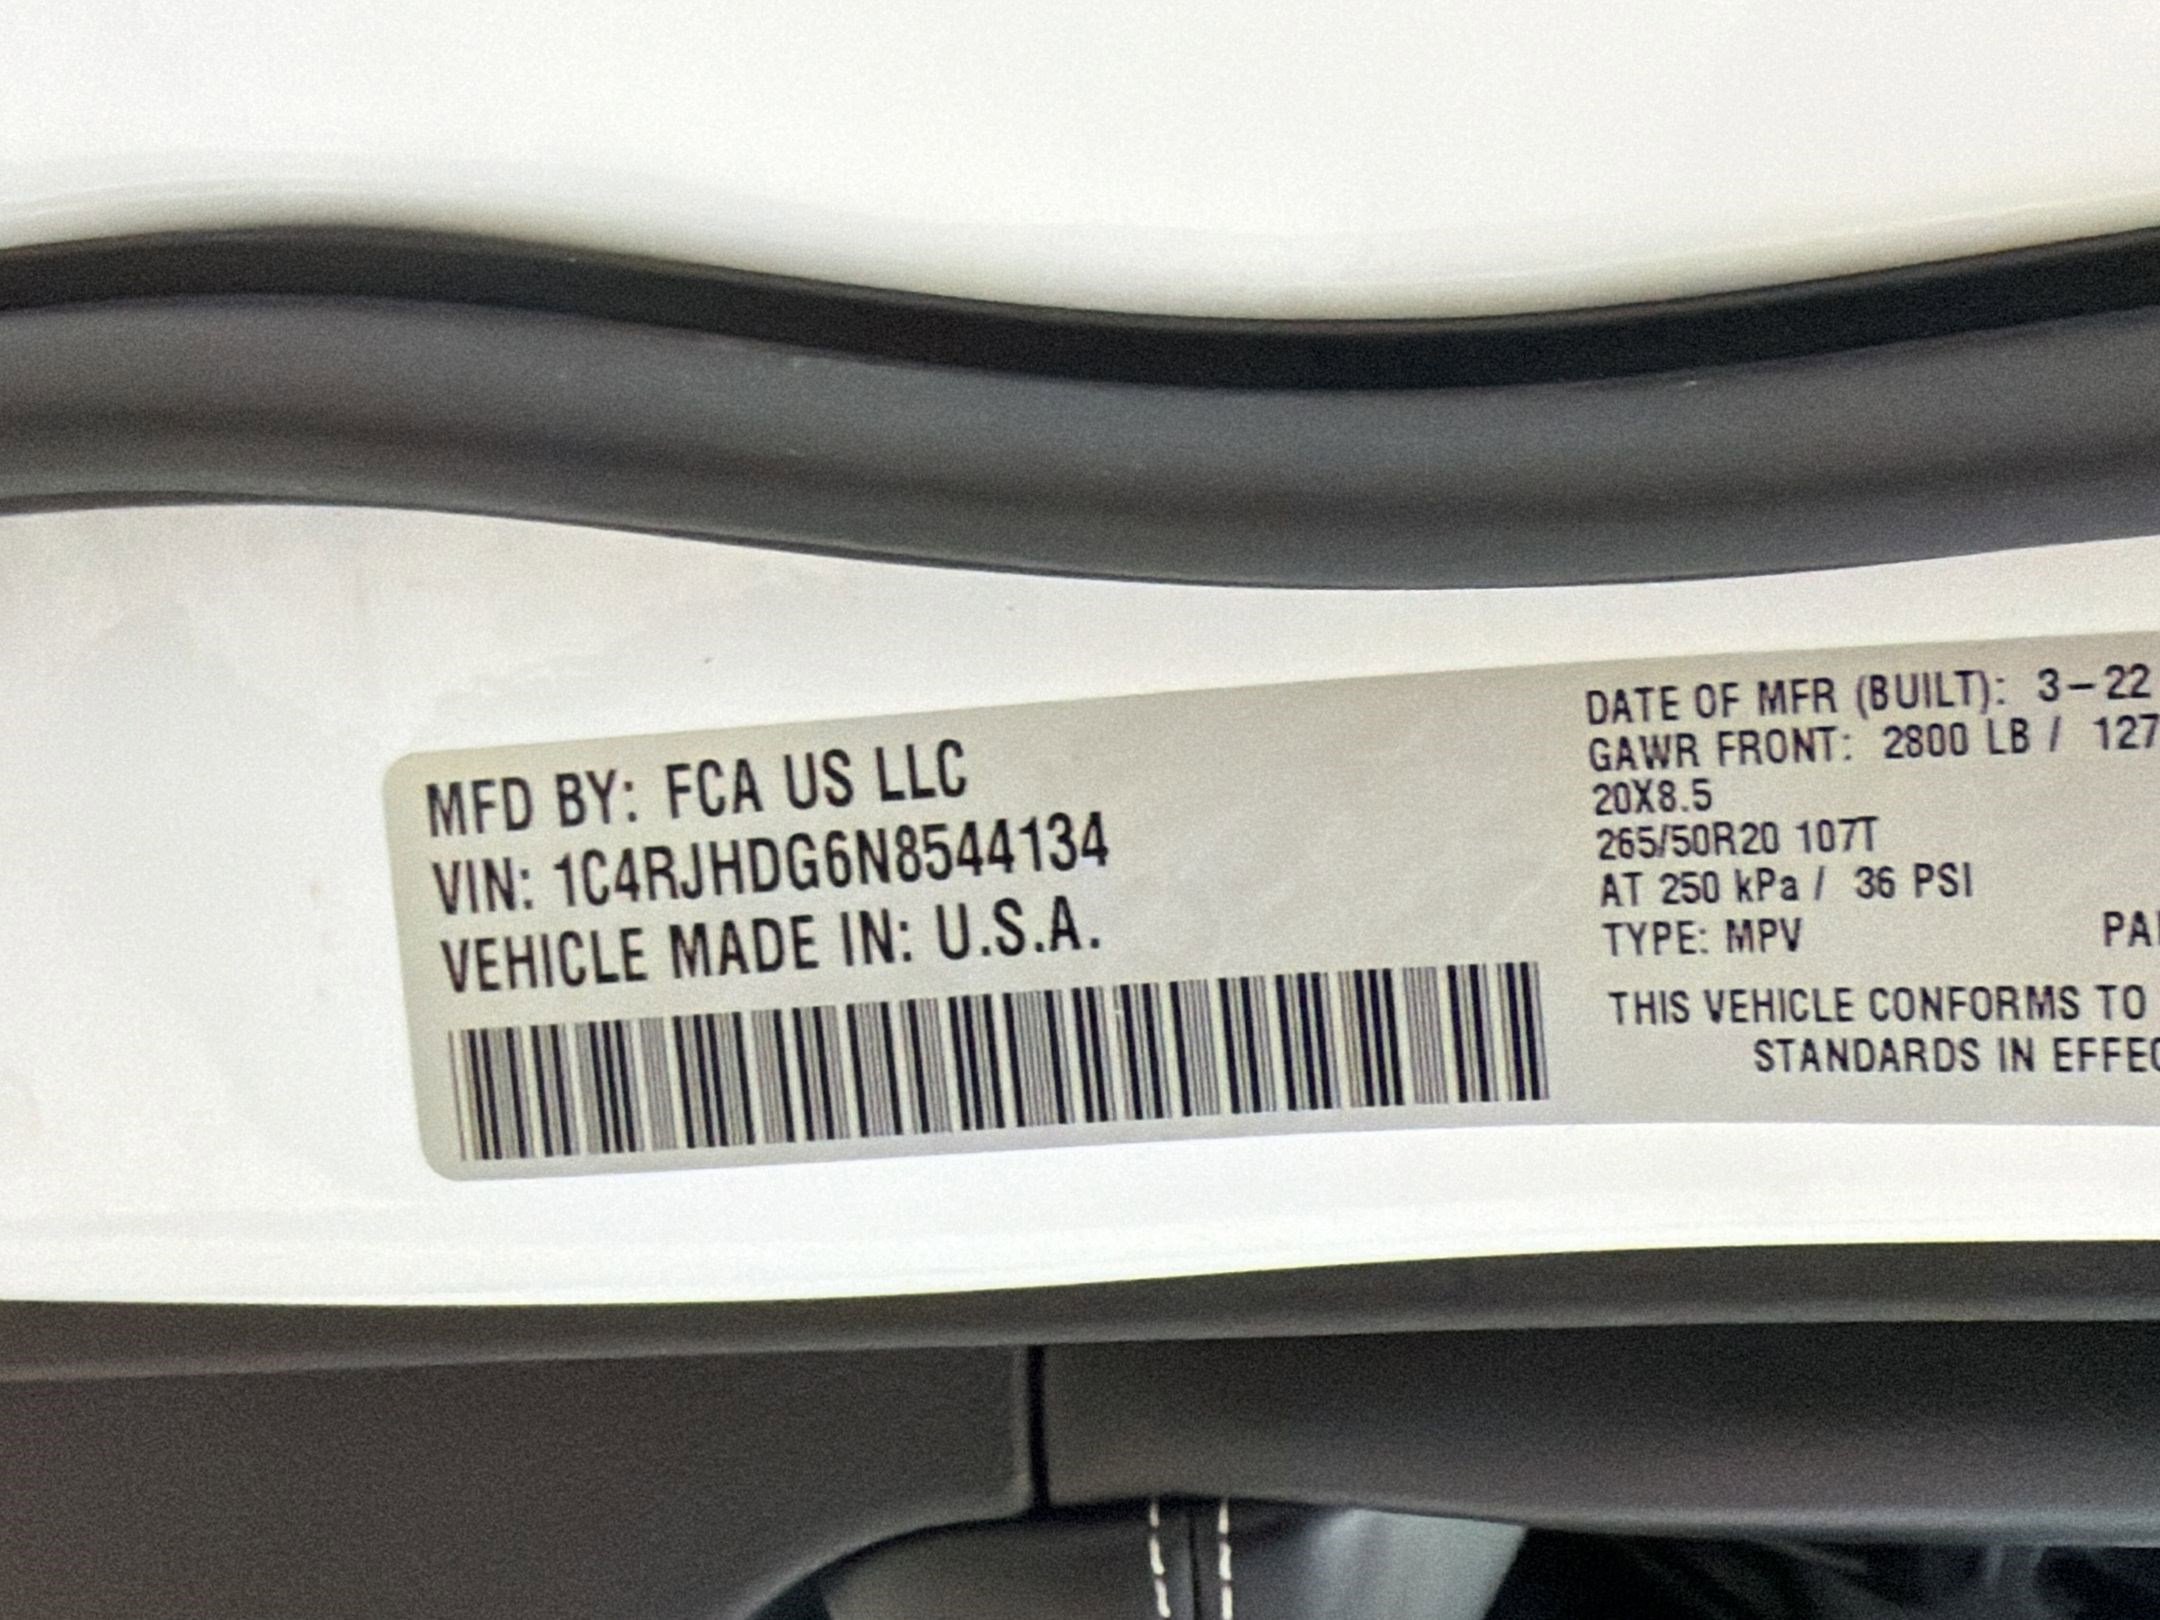 MFD BY: FCA US LLC
VIN: 1C4RJHDG6N8544134
VEHICLE MADE IN: U.S.A.
DATE OF MFR (BUILT): 3-22
GAWR FRONT: 2800 LB / 127
20X8.5
265/50R20 107T
AT 250 kPa / 36 PSI
TYPE: MPV
THIS VEHICLE CONFORMS TO
STANDARDS IN